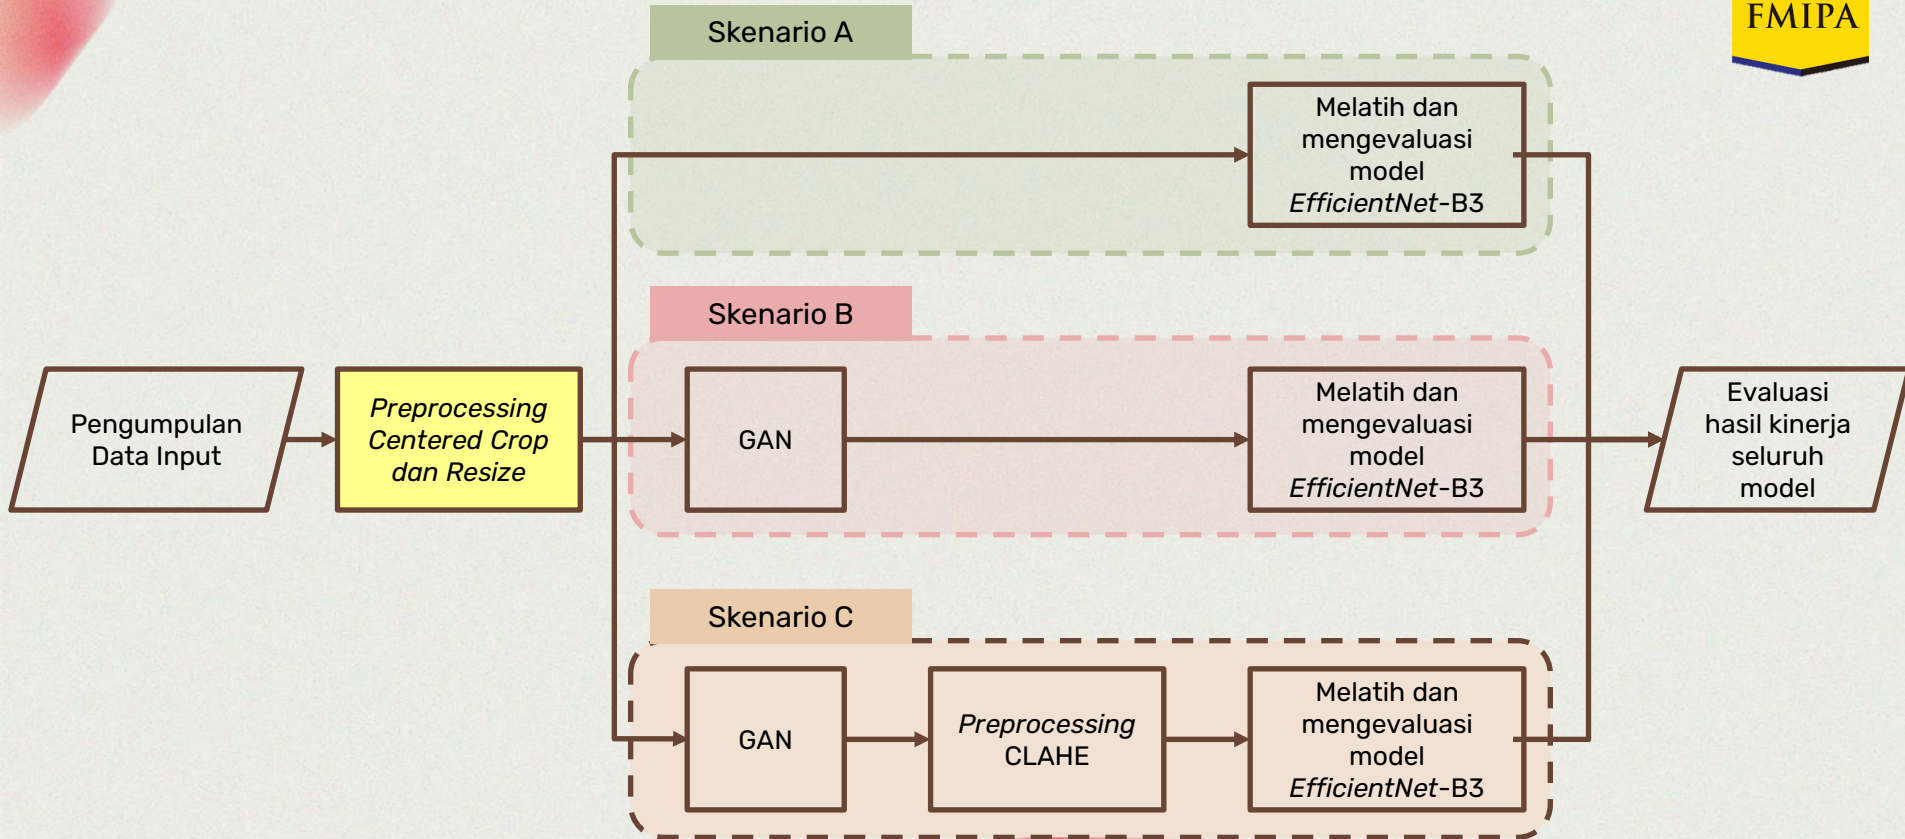 FMIPA
Skenario A
Melatih dan
mengevaluasi
model
EfficientNet-B3
Skenario B
Pengumpulan
Data Input
Preprocessing
Centered Crop
dan Resize
GAN
Melatih dan
mengevaluasi
model
EfficientNet-B3
Evaluasi
hasil kinerja
seluruh
model
Skenario C
GAN
Preprocessing
CLAHE
Melatih dan
mengevaluasi
model
EfficientNet-B3